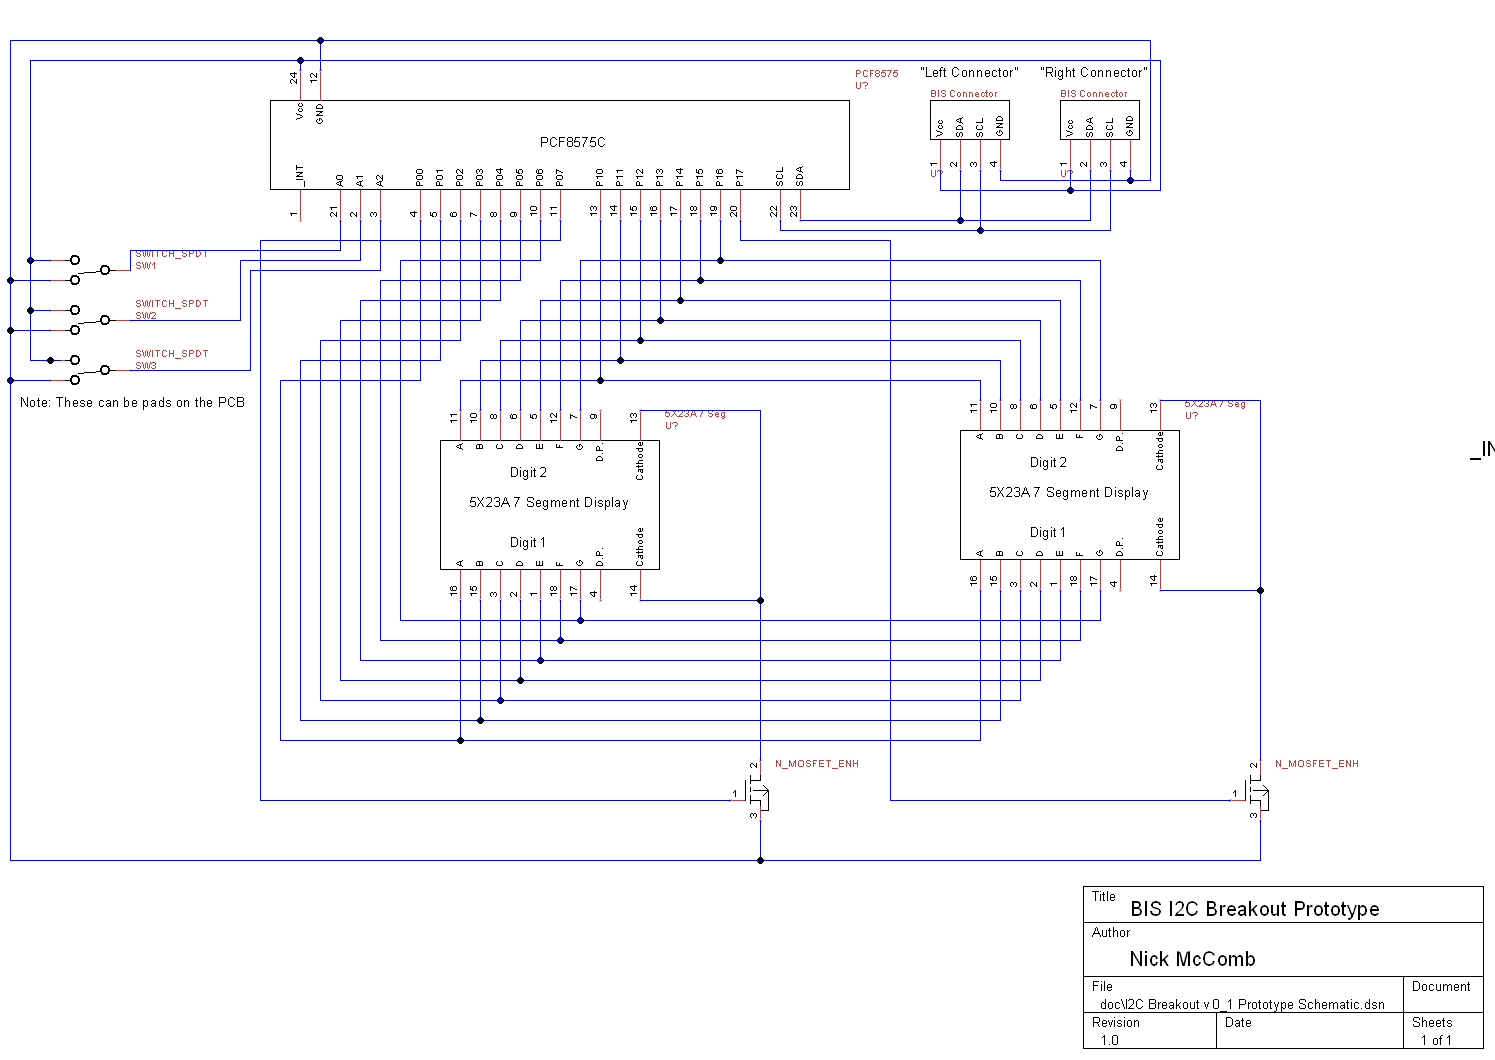 PCF8575
U?
"Left Connector"
"Right Connector"
BIS Connector
BIS Connector
24 12
Vcc GND
Vcc SDA SCL GND
Vcc SDA SCL GND
PCF8575C
1 2 3 4
U?
1 2 3 4
U?
_INT A0 A1 A2 P00 P01 P02 P03 P04 P05 P06 P07 P10 P11 P12 P13 P14 P15 P16 P17 SCL SDA
1 21 2 3 4 5 6 7 8 9 10 11 13 14 15 16 17 18 19 20 22 23
SWITCH_SPDT
SW1
SWITCH_SPDT
SW2
SWITCH_SPDT
SW3
Note: These can be pads on the PCB
11 10 8 6 5 12 7 9 13
5X23A 7 Seg
U?
A B C D E F G D.P. Cathode
Digit 2
5X23A 7 Segment Display
Digit 1
A B C D E F G D.P. Cathode
16 15 3 2 1 18 17 4 14
11 10 8 6 5 12 7 9 13
5X23A 7 Seg
U?
A B C D E F G D.P. Cathode
Digit 2
5X23A 7 Segment Display
Digit 1
A B C D E F G D.P. Cathode
16 15 3 2 1 18 17 4 14
_IN
2
N_MOSFET_ENH
1
3
2
N_MOSFET_ENH
1
3
Title
BIS I2C Breakout Prototype
Author
Nick McComb
File
doc\I2C Breakout v 0_1 Prototype Schematic.dsn
Document
Revision
1.0
Date
Sheets
1 of 1